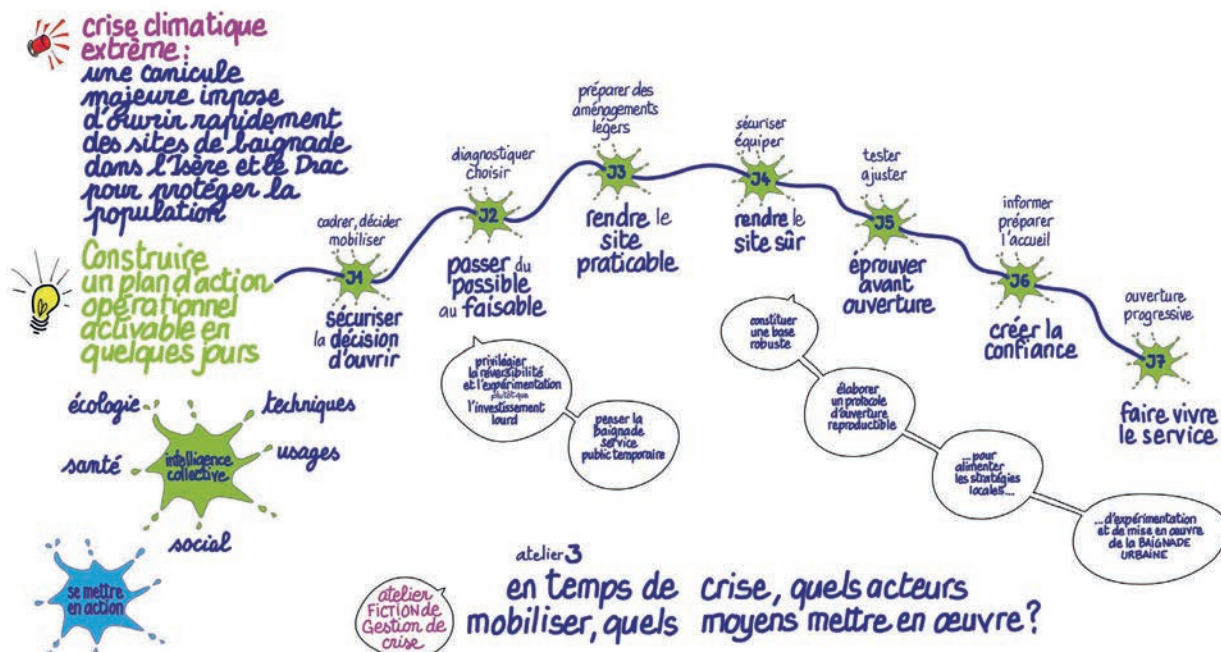 crise climatique
extrême :
une canicule
majeure impose
d'ouvrir rapidement
des sites de baignade
dans l'Isère et le Drac
pour protéger la
population
Construire
un plan d'action
opérationnel
activable en
quelques jours
écologie
techniques
santé
intelligence
collective
usages
social
se mettre
en action
cadrer, décider
mobiliser
J1
sécuriser
la décision
d'ouvrir
diagnostiquer
choisir
J2
passer du
possible
au faisable
privilégier
la réversibilité
et l'expérimentation
plutôt que
l'investissement
lourd
penser la
baignade
service
public temporaire
préparer des
aménagements
légers
J3
rendre le
site
praticable
sécuriser
équiper
J4
rendre le
site sûr
constituer
une base
robuste
élaborer
un protocole
d'ouverture
reproductible
...pour
alimenter
les stratégies
locales...
...d'expérimentation
et de mise en œuvre
de la BAIGNADE
URBAINE
tester
ajuster
J5
éprouver
avant
ouverture
informer
préparer
l'accueil
J6
créer la
confiance
ouverture
progressive
J7
faire vivre
le service
atelier
FICTION de
Gestion de
crise
atelier 3
en temps de crise, quels acteurs
mobiliser, quels moyens mettre en œuvre ?